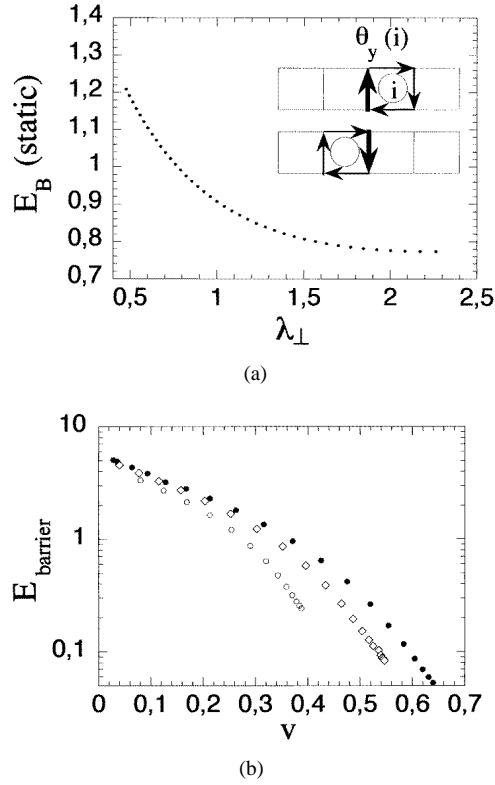 1,4
1,3
1,2
1,1
1
0,9
0,8
0,7
E_B (static)
θ_y (i)
i
0,5 1 1,5 2 2,5
λ_⊥
(a)
10
1
0,1
E_barrier
0 0,1 0,2 0,3 0,4 0,5 0,6 0,7
v
(b)